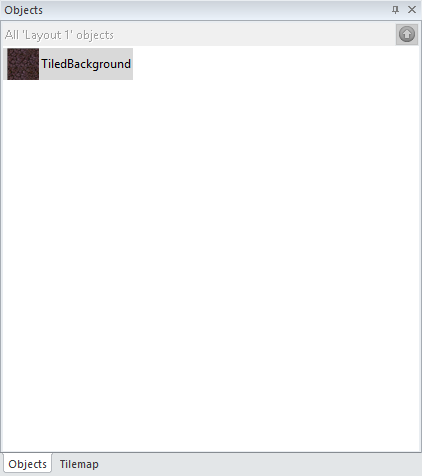 Objects
All 'Layout 1' objects
TiledBackground
Objects Tilemap